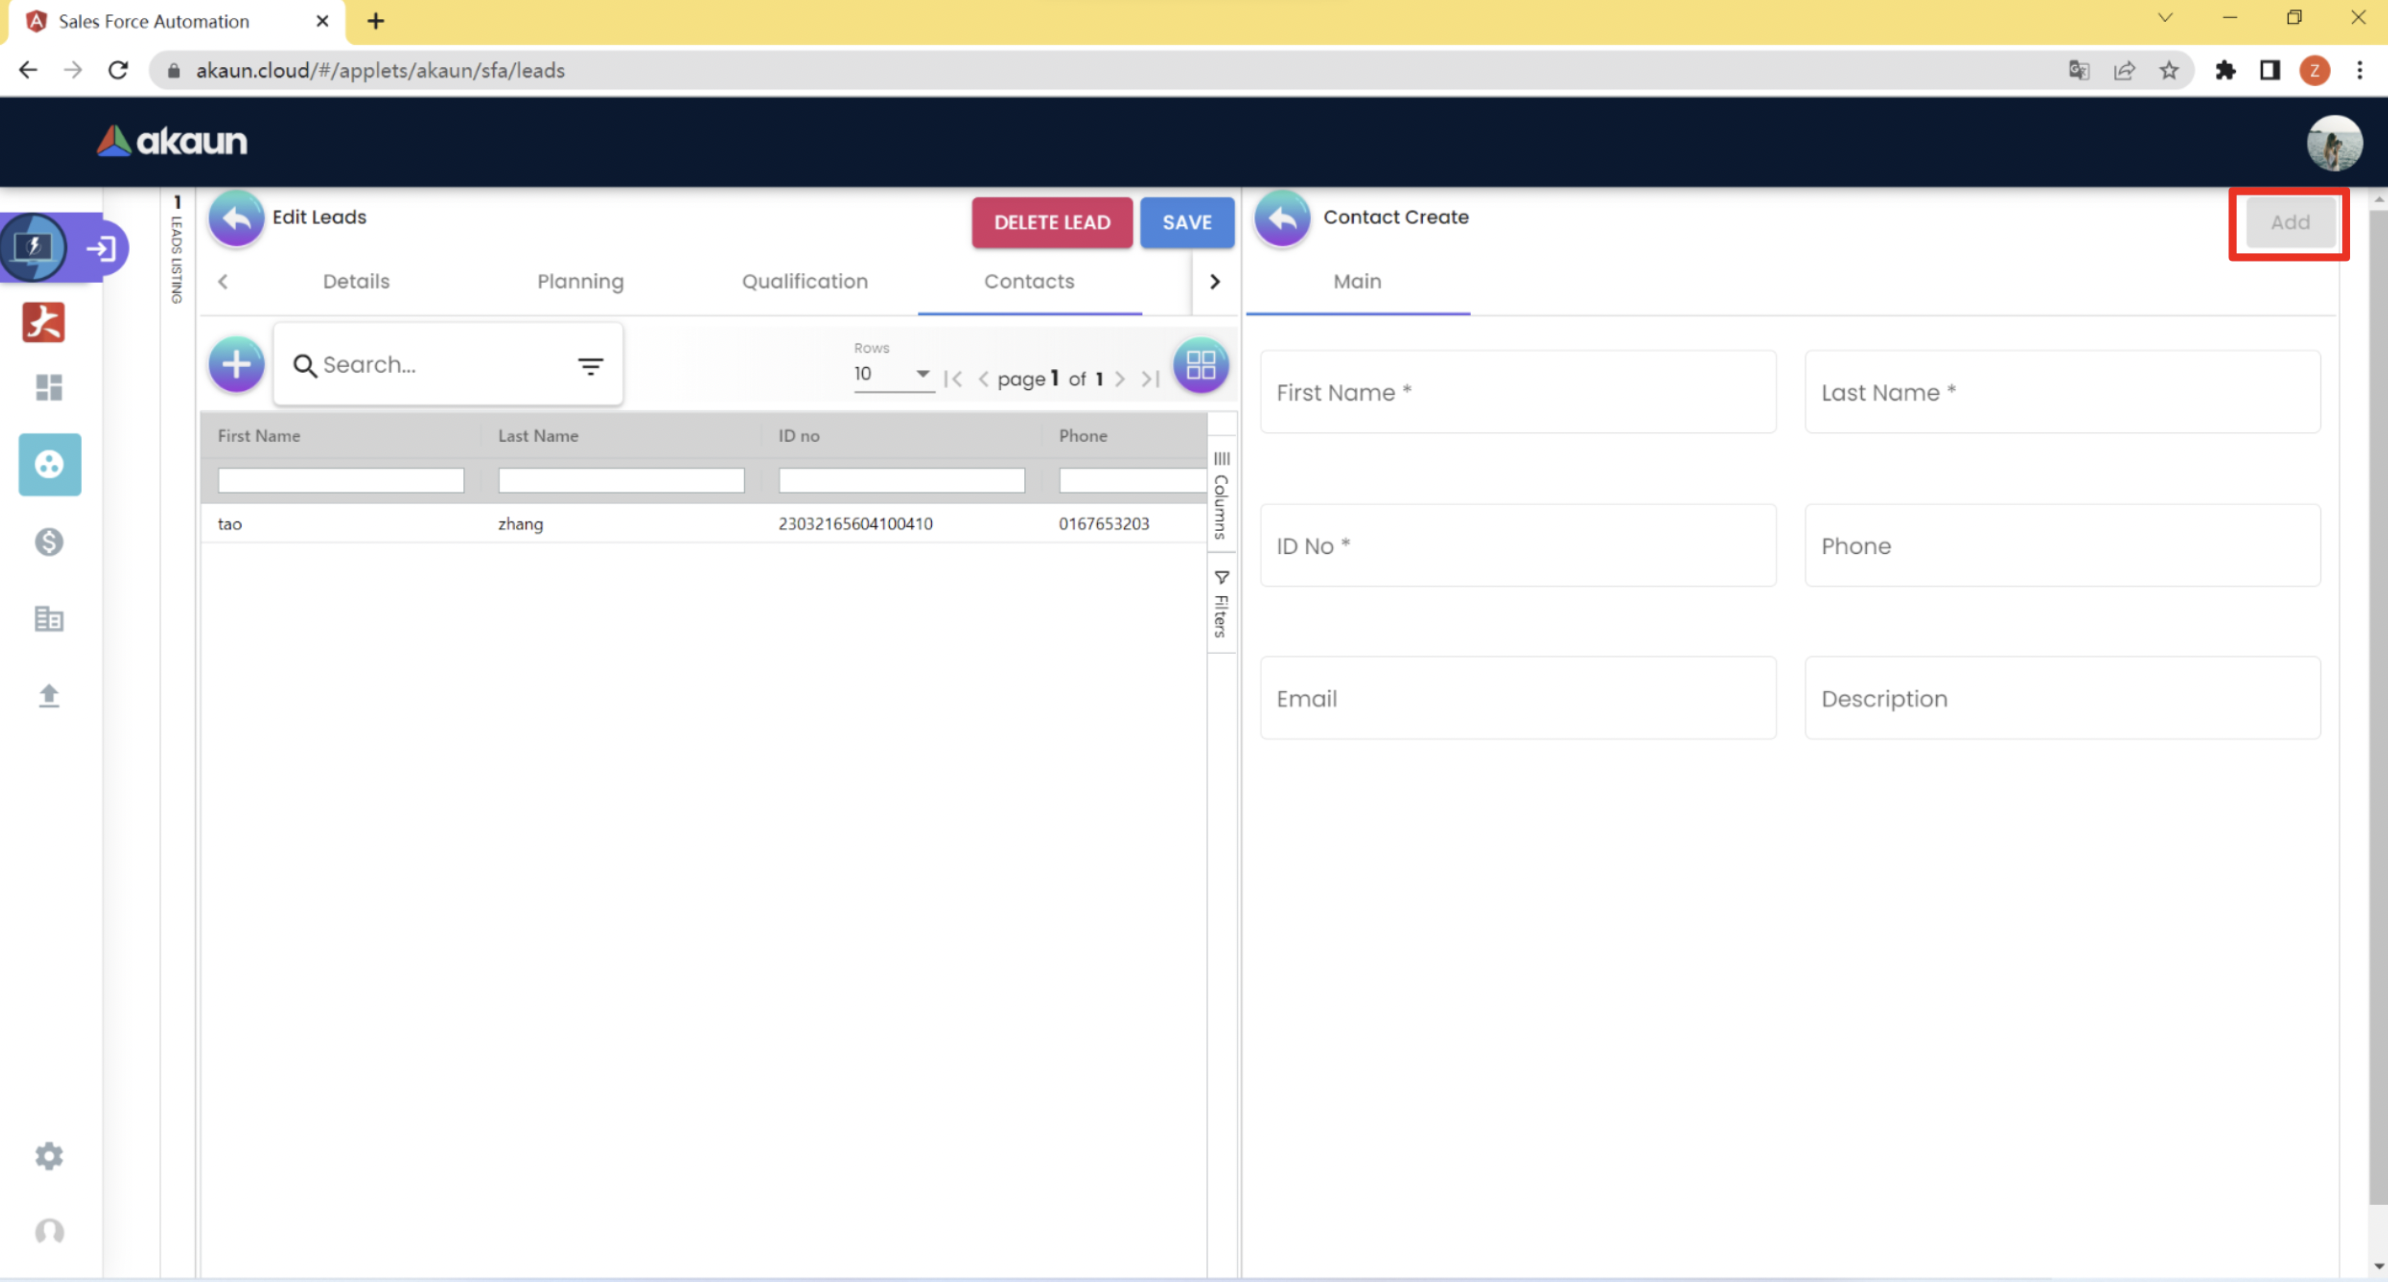 Sales Force Automation
akaun.cloud/#/applets/akaun/sfa/leads
Z
akaun
1 LEADS LISTING
Edit Leads
DELETE LEAD
SAVE
Contact Create
Add
Details
Planning
Qualification
Contacts
Main
Search...
Rows
10
page 1 of 1
First Name *
Last Name *
First Name
Last Name
ID no
Phone
Columns
tao
zhang
23032165604100410
0167653203
ID No *
Phone
Filters
Email
Description